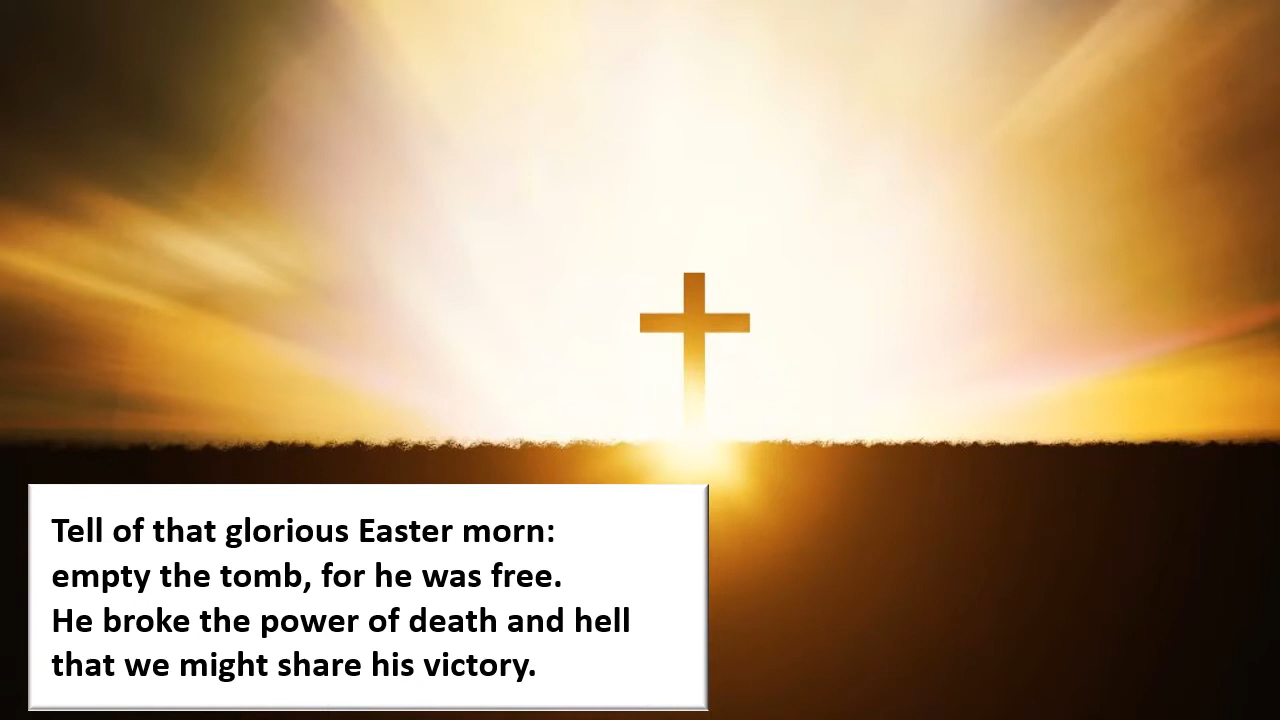 Tell of that glorious Easter morn:
empty the tomb, for he was free.
He broke the power of death and hell
that we might share his victory.